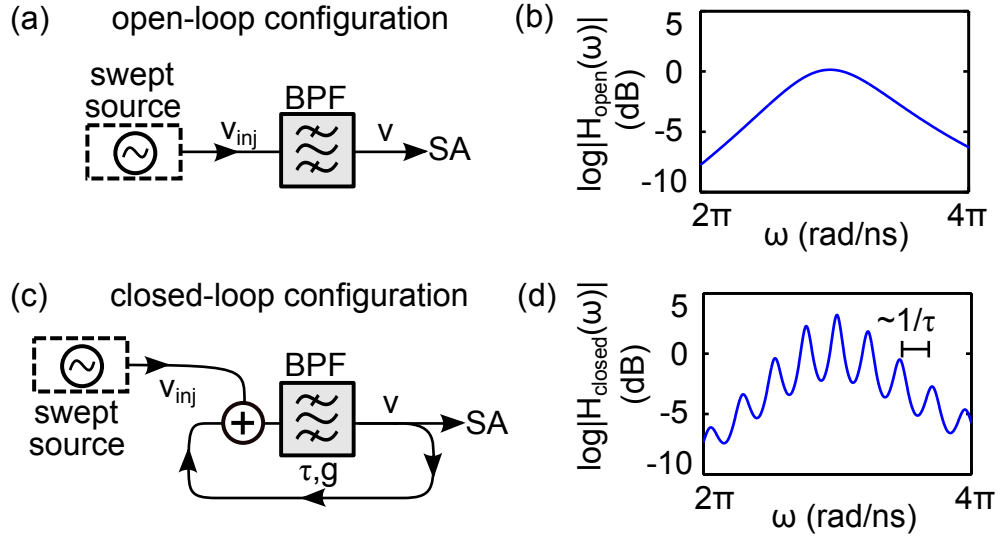 (a) open-loop configuration
swept
source
v_inj
BPF
v
SA
(b)
log|H_open(ω)|
(dB)
5
0
-5
-10
2π
4π
ω (rad/ns)
(c) closed-loop configuration
swept
source
v_inj
+
BPF
τ,g
v
SA
(d)
log|H_closed(ω)|
(dB)
5
0
-5
-10
~1/τ
2π
4π
ω (rad/ns)